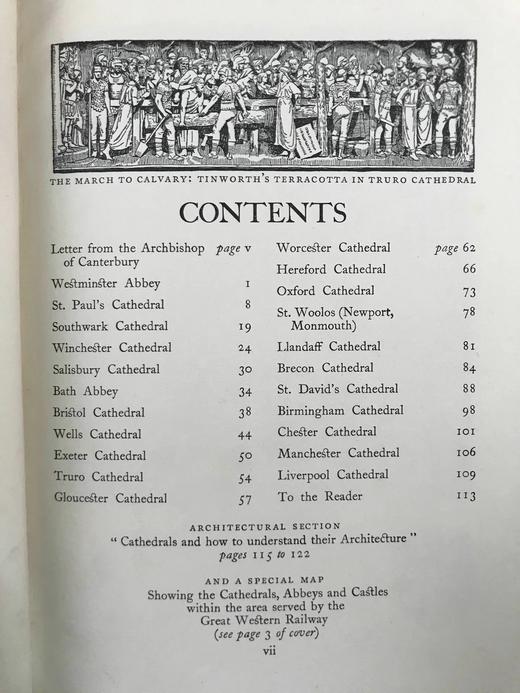 THE MARCH TO CALVARY: TINWORTH'S TERRACOTTA IN TRURO CATHEDRAL
CONTENTS
Letter from the Archbishop page v
of Canterbury
Westminster Abbey 1
St. Paul's Cathedral 8
Southwark Cathedral 19
Winchester Cathedral 24
Salisbury Cathedral 30
Bath Abbey 34
Bristol Cathedral 38
Wells Cathedral 44
Exeter Cathedral 50
Truro Cathedral 54
Gloucester Cathedral 57
Worcester Cathedral page 62
Hereford Cathedral 66
Oxford Cathedral 73
St. Woolos (Newport, 78
Monmouth)
Llandaff Cathedral 81
Brecon Cathedral 84
St. David's Cathedral 88
Birmingham Cathedral 98
Chester Cathedral 101
Manchester Cathedral 106
Liverpool Cathedral 109
To the Reader 113
ARCHITECTURAL SECTION
" Cathedrals and how to understand their Architecture "
pages 115 to 122
AND A SPECIAL MAP
Showing the Cathedrals, Abbeys and Castles
within the area served by the
Great Western Railway
(see page 3 of cover)
vii